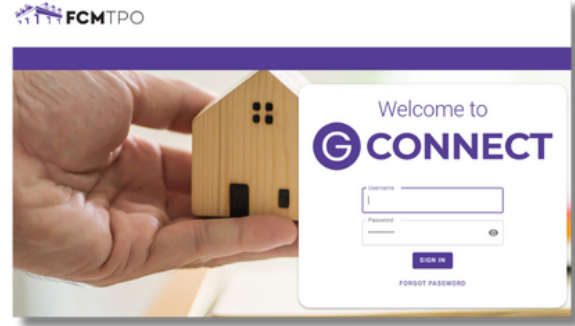 FCMTPO
Welcome to
G CONNECT
Username
Password
SIGN IN
FORGOT PASSWORD